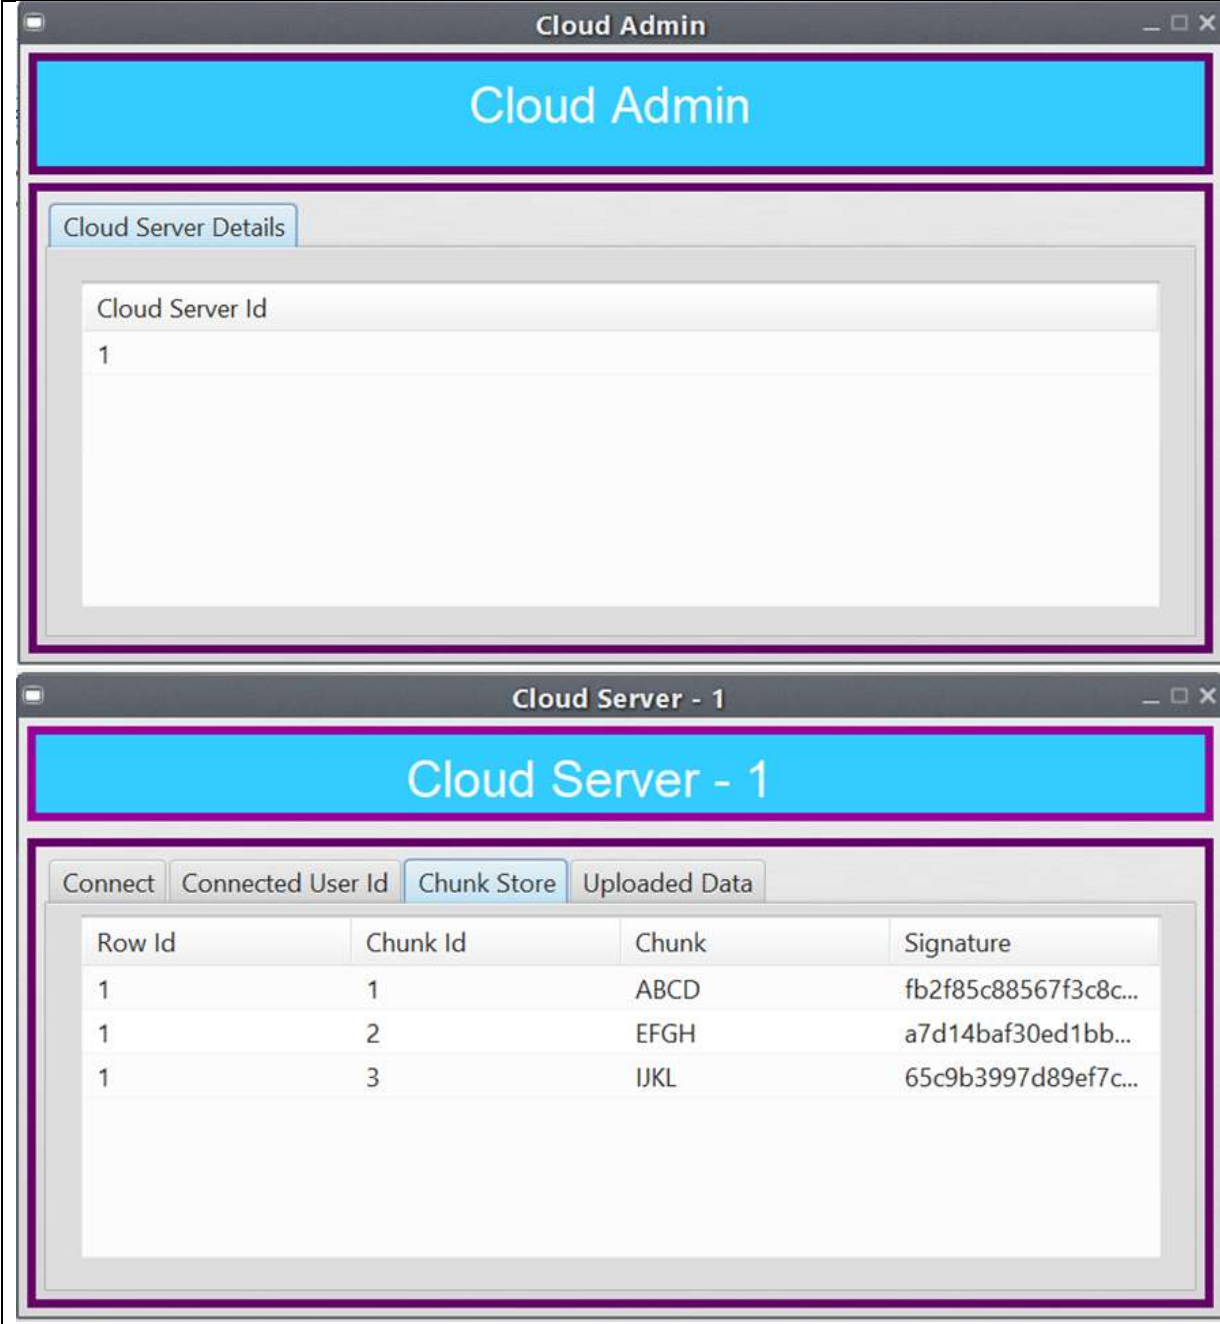 Cloud Admin
Cloud Admin
Cloud Server Details
Cloud Server Id
1
Cloud Server - 1
Cloud Server - 1
Connect Connected User Id Chunk Store Uploaded Data
Row Id Chunk Id Chunk Signature
1 1 ABCD fb2f85c88567f3c8c...
1 2 EFGH a7d14baf30ed1bb...
1 3 IJKL 65c9b3997d89ef7c...